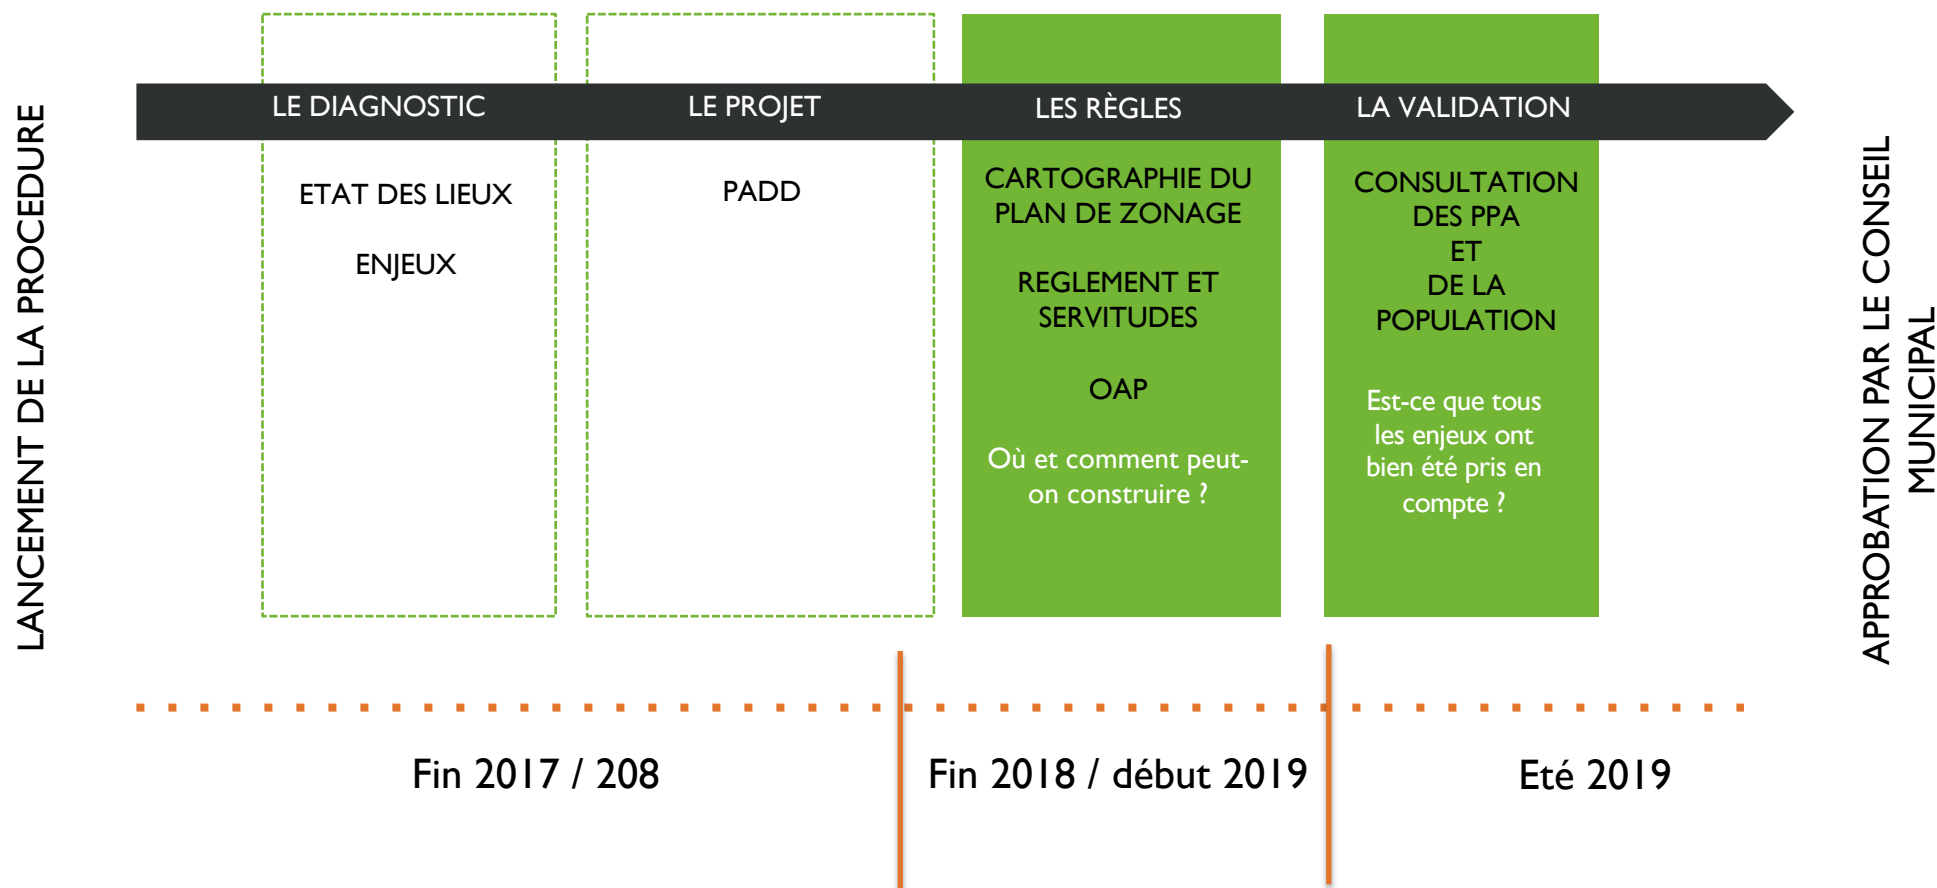 LANCEMENT DE LA PROCEDURE
LE DIAGNOSTIC
ETAT DES LIEUX
ENJEUX
LE PROJET
PADD
LES RÈGLES
CARTOGRAPHIE DU
PLAN DE ZONAGE
REGLEMENT ET
SERVITUDES
OAP
Où et comment peut-
on construire ?
LA VALIDATION
CONSULTATION
DES PPA
ET
DE LA
POPULATION
Est-ce que tous
les enjeux ont
bien été pris en
compte ?
APPROBATION PAR LE CONSEIL
MUNICIPAL
Fin 2017 / 208
Fin 2018 / début 2019
Eté 2019